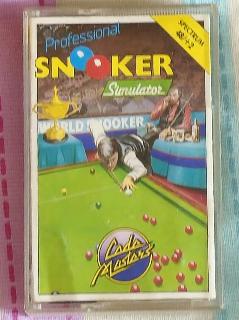 Professional
SNOOKER
Simulator
SPECTRUM
48/+2
WORLD SNOOKER
Code
Masters